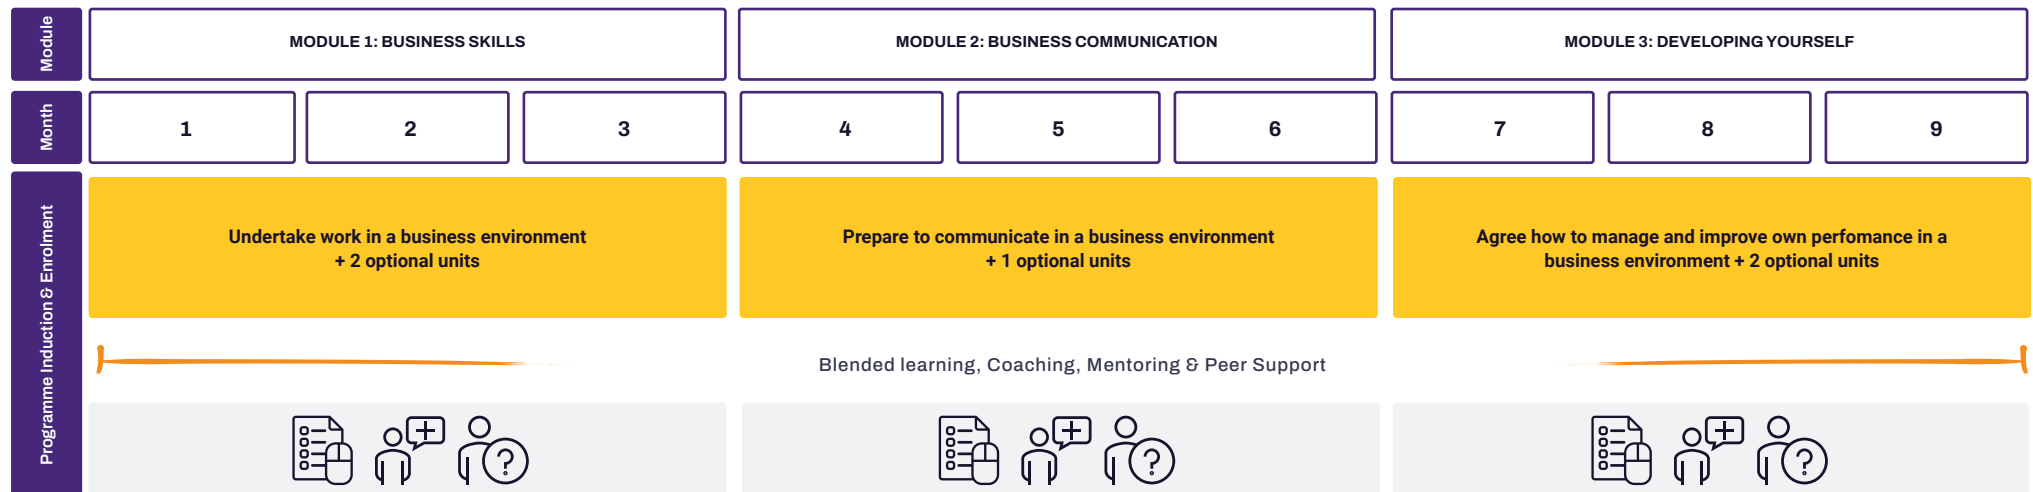 Module
MODULE 1: BUSINESS SKILLS
MODULE 2: BUSINESS COMMUNICATION
MODULE 3: DEVELOPING YOURSELF
Month
1
2
3
4
5
6
7
8
9
Programme Induction & Enrolment
Undertake work in a business environment
+ 2 optional units
Prepare to communicate in a business environment
+ 1 optional units
Agree how to manage and improve own perfomance in a
business environment + 2 optional units
Blended learning, Coaching, Mentoring & Peer Support
?
?
?